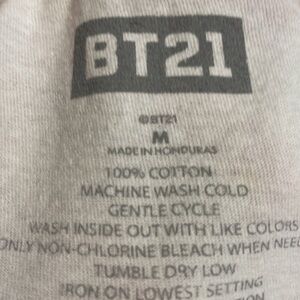 BT21
©BT21
M
MADE IN HONDURAS
100% COTTON
MACHINE WASH COLD
GENTLE CYCLE
WASH INSIDE OUT WITH LIKE COLORS
ONLY NON-CHLORINE BLEACH WHEN NEED
TUMBLE DRY LOW
IRON ON LOWEST SETTING